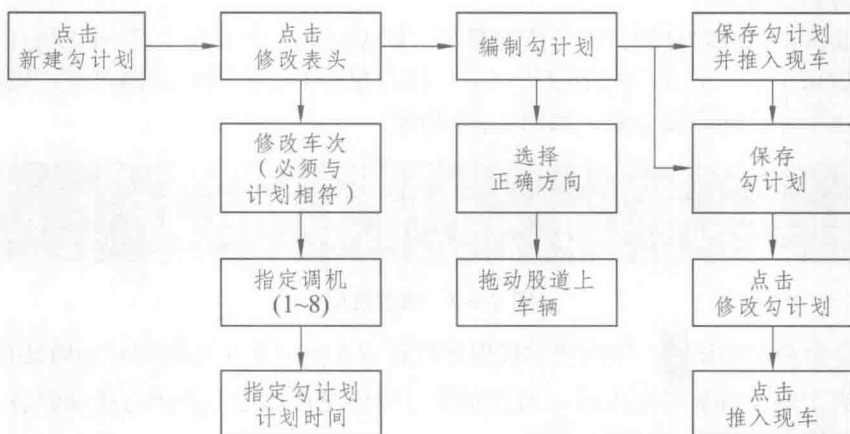 点击
新建勾计划
点击
修改表头
编制勾计划
保存勾计划
并推入现车
修改车次
（必须与
计划相符）
选择
正确方向
保存
勾计划
指定调机
(1~8)
拖动股道上
车辆
点击
修改勾计划
指定勾计划
计划时间
点击
推入现车